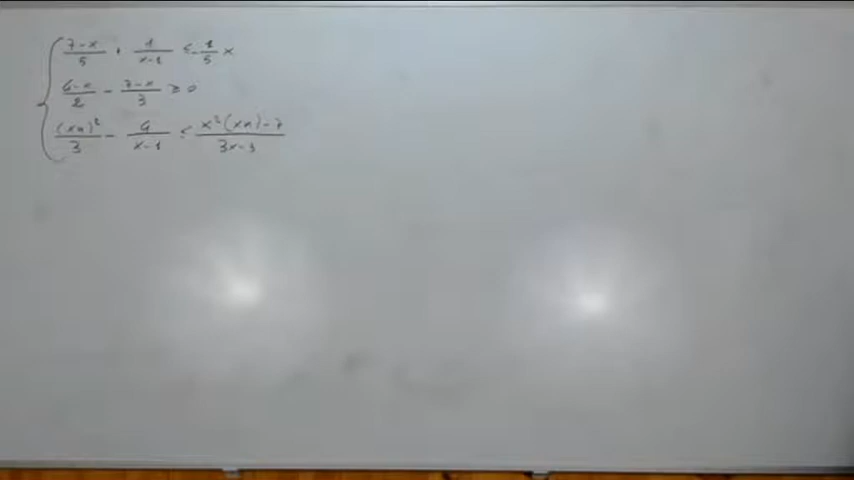 7-x/5 + 1/x-1 ≤ -1/5 x
6-x/2 - 7-x/3 ≥ 0
(x+1)²/3 - 4/x-1 ≤ x²(x+1)-7/3x-3